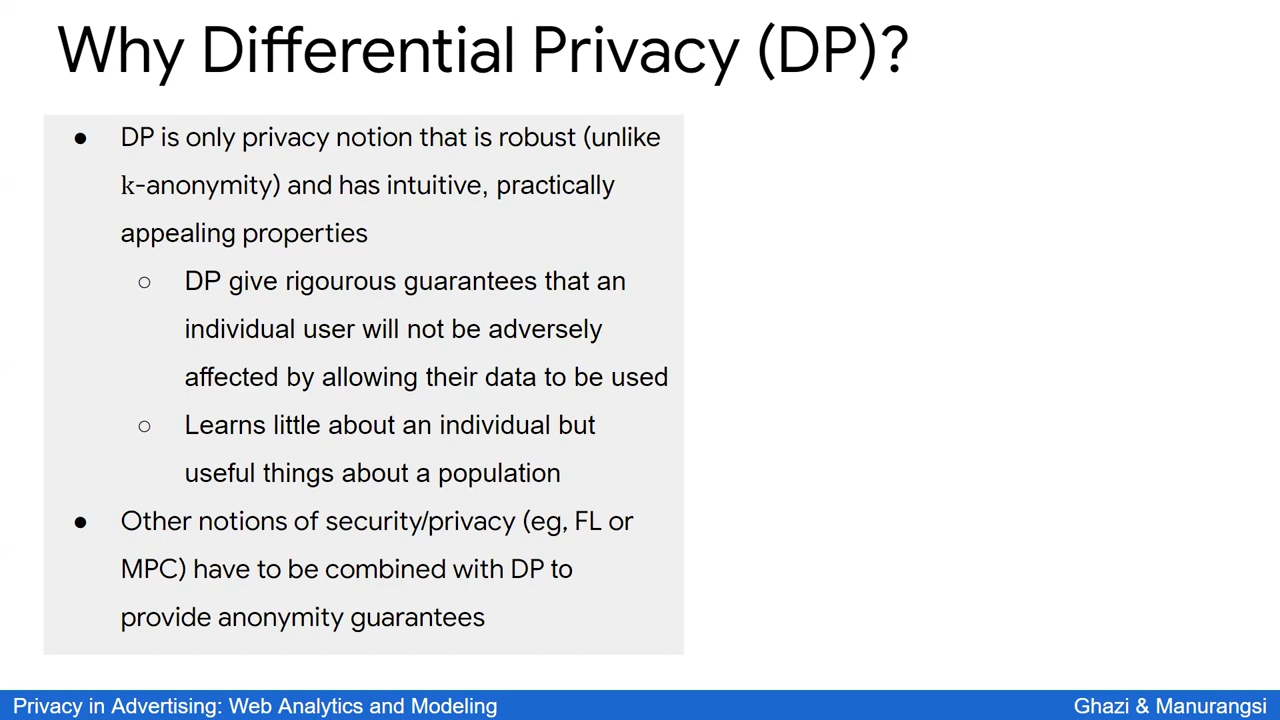 Why Differential Privacy (DP)?
● DP is only privacy notion that is robust (unlike
k-anonymity) and has intuitive, practically
appealing properties
○ DP give rigourous guarantees that an
individual user will not be adversely
affected by allowing their data to be used
○ Learns little about an individual but
useful things about a population
● Other notions of security/privacy (eg, FL or
MPC) have to be combined with DP to
provide anonymity guarantees
Privacy in Advertising: Web Analytics and Modeling
Ghazi & Manurangsi